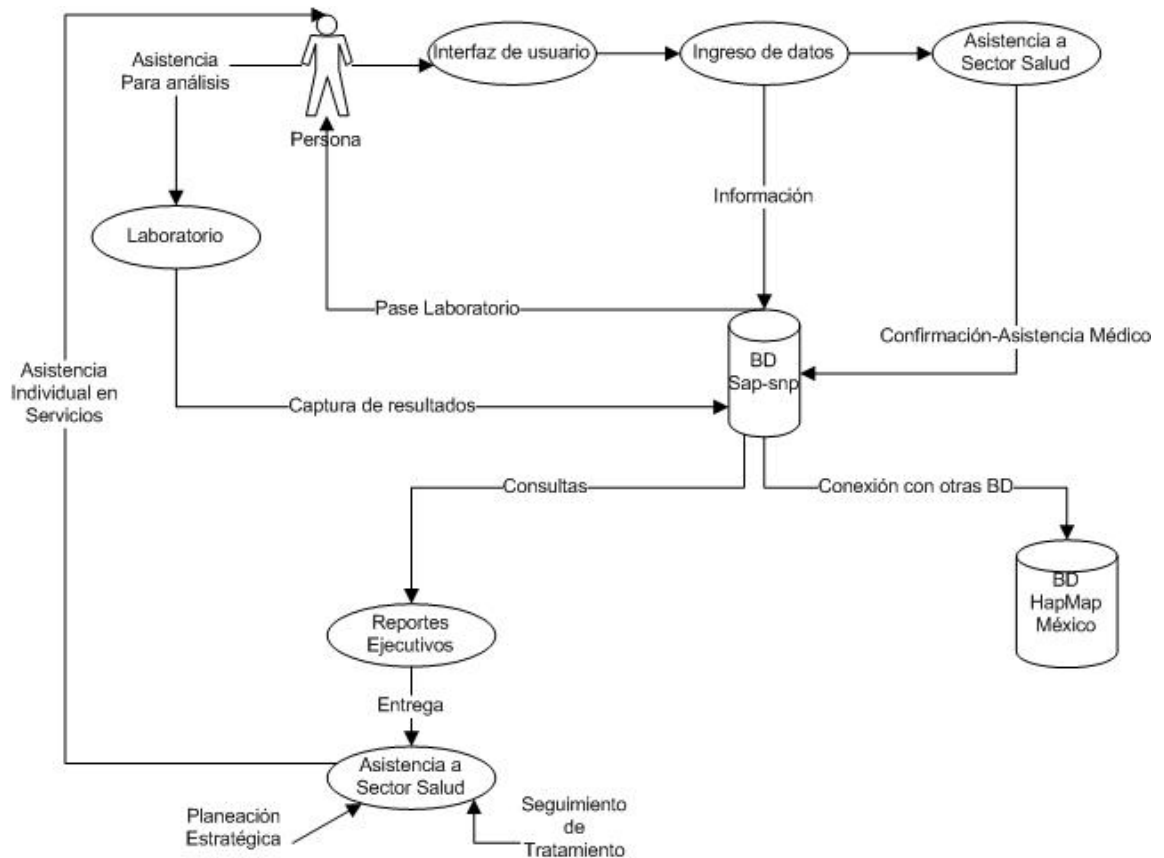 Asistencia
Para análisis
Persona
Interfaz de usuario
Ingreso de datos
Asistencia a
Sector Salud
Información
Laboratorio
Pase Laboratorio
BD
Sap-snp
Confirmación-Asistencia Médico
Asistencia
Individual en
Servicios
Captura de resultados
Consultas
Conexión con otras BD
BD
HapMap
México
Reportes
Ejecutivos
Entrega
Asistencia a
Sector Salud
Planeación
Estratégica
Seguimiento
de
Tratamiento